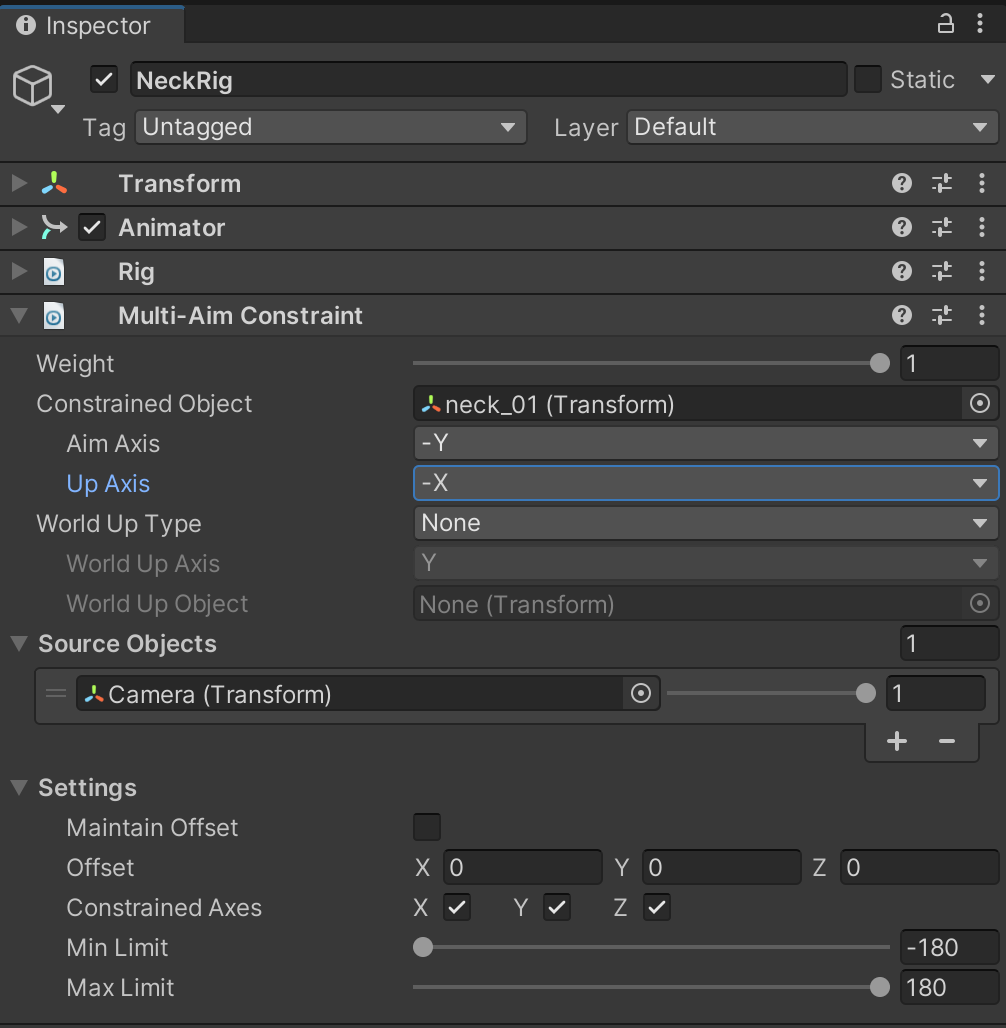 Inspector
NeckRig Static
Tag Untagged Layer Default
Transform
Animator
Rig
Multi-Aim Constraint
Weight 1
Constrained Object neck_01 (Transform)
Aim Axis -Y
Up Axis -X
World Up Type None
World Up Axis Y
World Up Object None (Transform)
Source Objects 1
Camera (Transform) 1
Settings
Maintain Offset
Offset X 0 Y 0 Z 0
Constrained Axes X Y Z
Min Limit -180
Max Limit 180